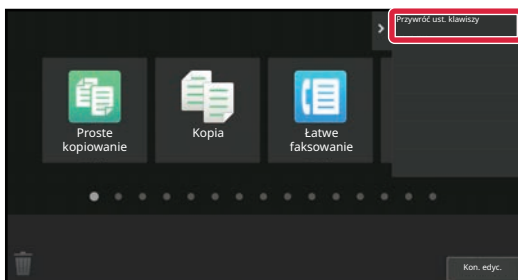 Przywróć ust. klawiszy
Proste
kopiowanie
Kopia
Łatwe
faksowanie
Kon. edyc.